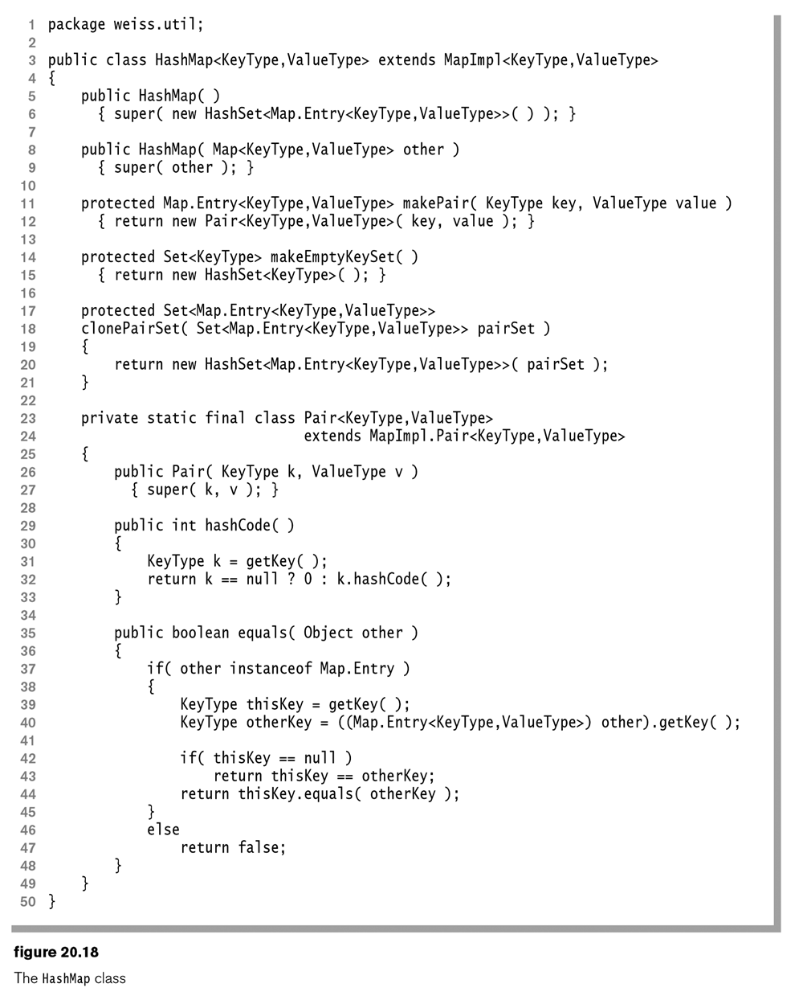 1 package weiss.util;
2
3 public class HashMap<KeyType,ValueType> extends MapImpl<KeyType,ValueType>
4 {
5     public HashMap( )
6       { super( new HashSet<Map.Entry<KeyType,ValueType>>( ) ); }
7
8     public HashMap( Map<KeyType,ValueType> other )
9       { super( other ); }
10
11     protected Map.Entry<KeyType,ValueType> makePair( KeyType key, ValueType value )
12       { return new Pair<KeyType,ValueType>( key, value ); }
13
14     protected Set<KeyType> makeEmptyKeySet( )
15       { return new HashSet<KeyType>( ); }
16
17     protected Set<Map.Entry<KeyType,ValueType>>
18     clonePairSet( Set<Map.Entry<KeyType,ValueType>> pairSet )
19     {
20         return new HashSet<Map.Entry<KeyType,ValueType>>( pairSet );
21     }
22
23     private static final class Pair<KeyType,ValueType>
24                                extends MapImpl.Pair<KeyType,ValueType>
25     {
26         public Pair( KeyType k, ValueType v )
27           { super( k, v ); }
28
29         public int hashCode( )
30         {
31             KeyType k = getKey( );
32             return k == null ? 0 : k.hashCode( );
33         }
34
35         public boolean equals( Object other )
36         {
37             if( other instanceof Map.Entry )
38             {
39                 KeyType thisKey = getKey( );
40                 KeyType otherKey = ((Map.Entry<KeyType,ValueType>) other).getKey( );
41
42                 if( thisKey == null )
43                     return thisKey == otherKey;
44                 return thisKey.equals( otherKey );
45             }
46             else
47                 return false;
48         }
49     }
50 }
figure 20.18
The HashMap class